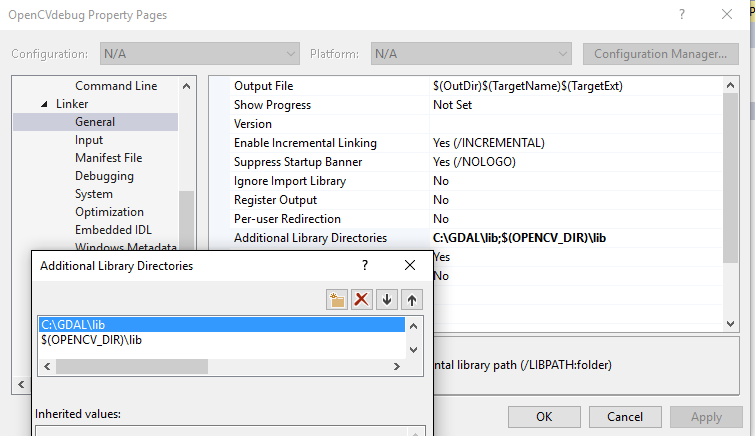 OpenCVdebug Property Pages
Configuration: N/A Platform: N/A Configuration Manager...
Command Line
Linker
General
Input
Manifest File
Debugging
System
Optimization
Embedded IDL
Windows Metadata
Output File $(OutDir)$(TargetName)$(TargetExt)
Show Progress Not Set
Version
Enable Incremental Linking Yes (/INCREMENTAL)
Suppress Startup Banner Yes (/NOLOGO)
Ignore Import Library No
Register Output No
Per-user Redirection No
Additional Library Directories C:\GDAL\lib;$(OPENCV_DIR)\lib
Yes
No
Additional Library Directories
C:\GDAL\lib
$(OPENCV_DIR)\lib
ntal library path (/LIBPATH:folder)
Inherited values:
OK Cancel Apply